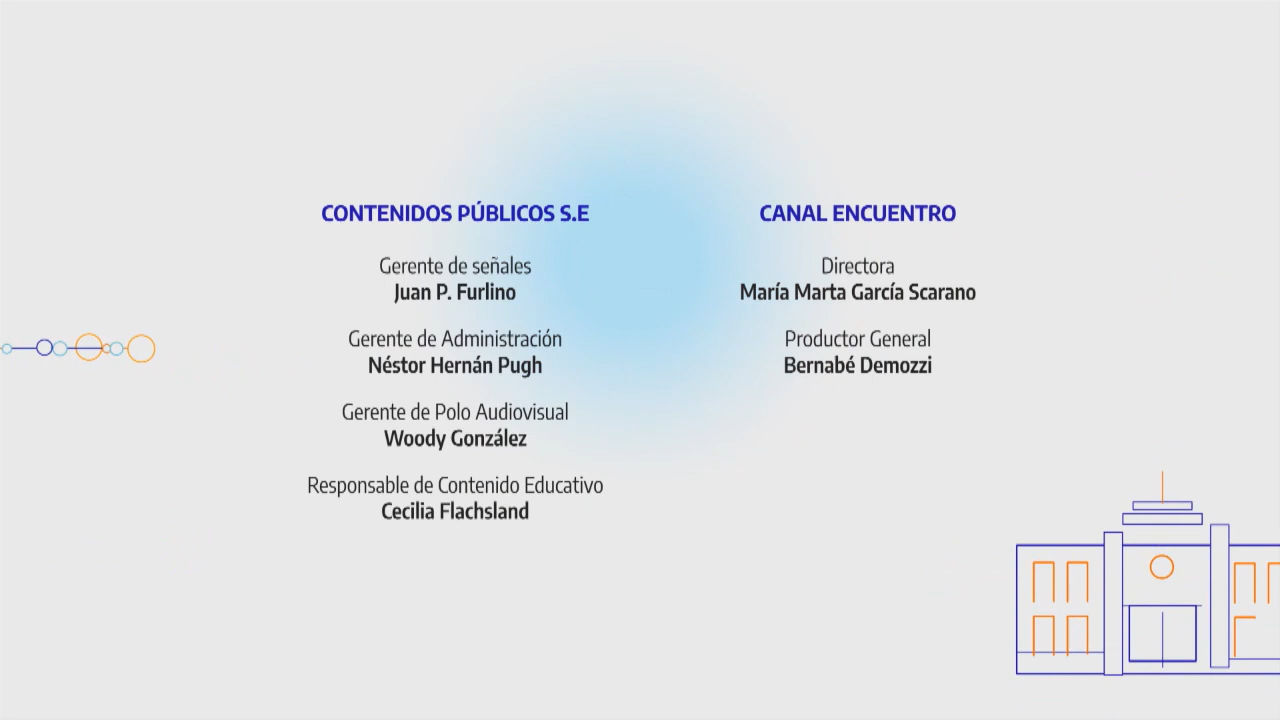 CONTENIDOS PÚBLICOS S.E
Gerente de señales
Juan P. Furlino
Gerente de Administración
Néstor Hernán Pugh
Gerente de Polo Audiovisual
Woody González
Responsable de Contenido Educativo
Cecilia Flachsland
CANAL ENCUENTRO
Directora
María Marta García Scarano
Productor General
Bernabé Demozzi